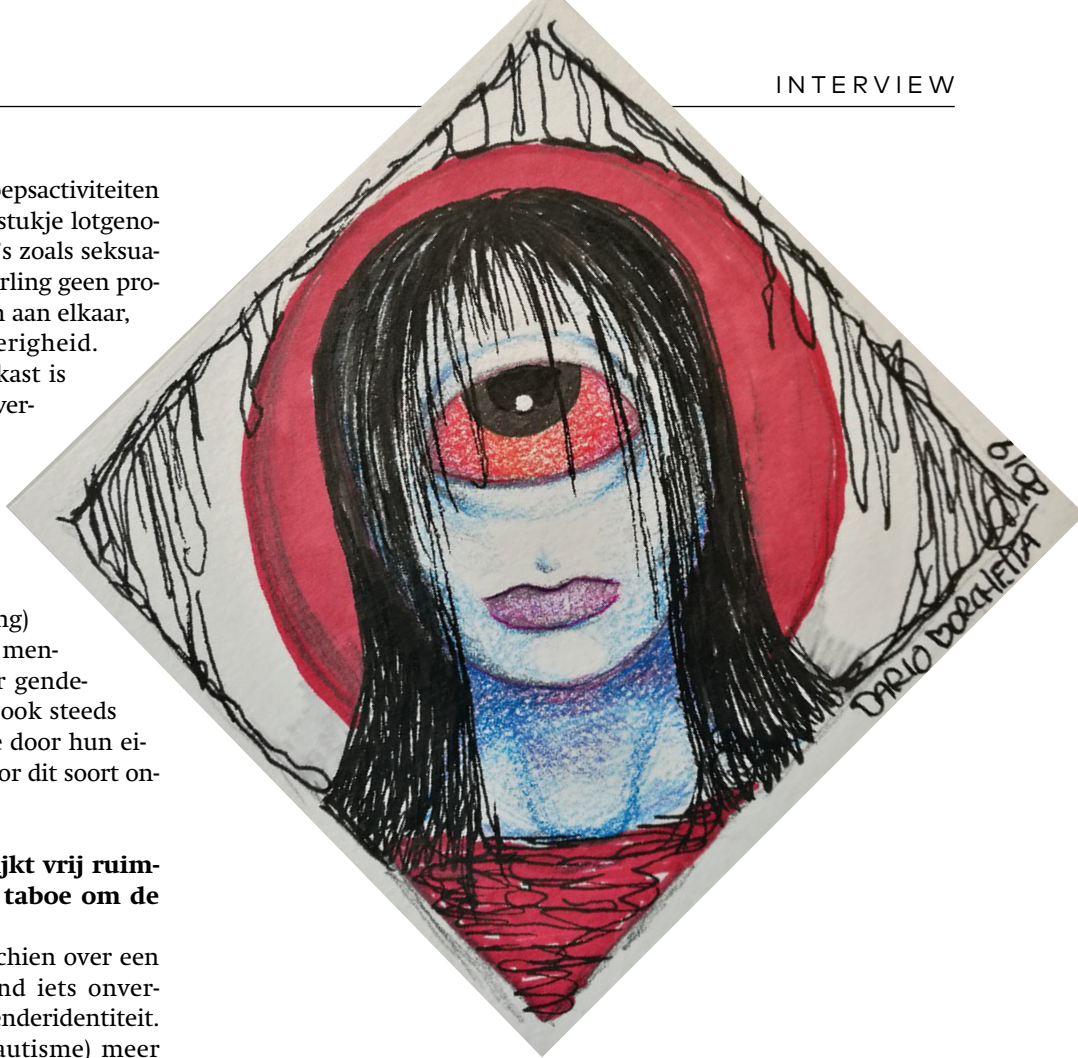 INTERVIEW
epsactiviteiten
stukje lotgeno-
's zoals seksua-
rling geen pro-
n aan elkaar,
erigheid.
kast is
ver-
ng)
men-
r gende-
ook steeds
e door hun ei-
or dit soort on-
jkt vrij ruim-
taboe om de
chien over een
nd iets onver-
enderidentiteit.
autisme) meer
DARIO DORCHETTA
2019